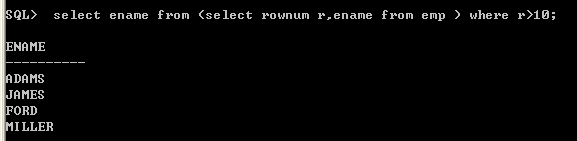 SQL>  select ename from (select rownum r,ename from emp ) where r>10;
ENAME
----------
ADAMS
JAMES
FORD
MILLER